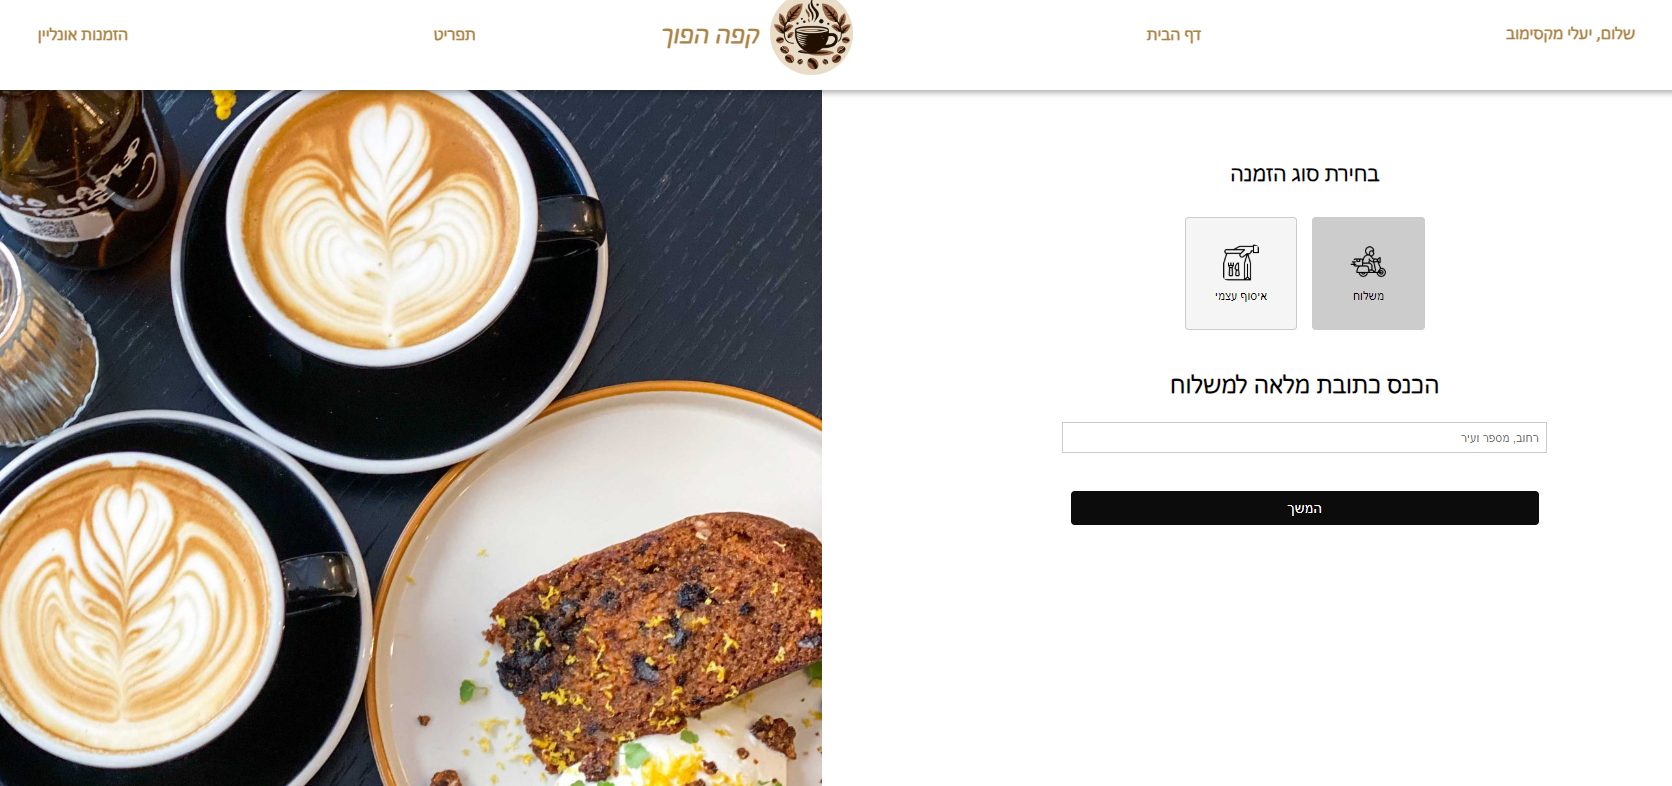 שלום, יעלי מקסימוב
דף הבית
קפה הפוך
תפריט
הזמנות אונליין
בחירת סוג הזמנה
משלוח
איסוף עצמי
הכנס כתובת מלאה למשלוח
רחוב, מספר ועיר
המשך